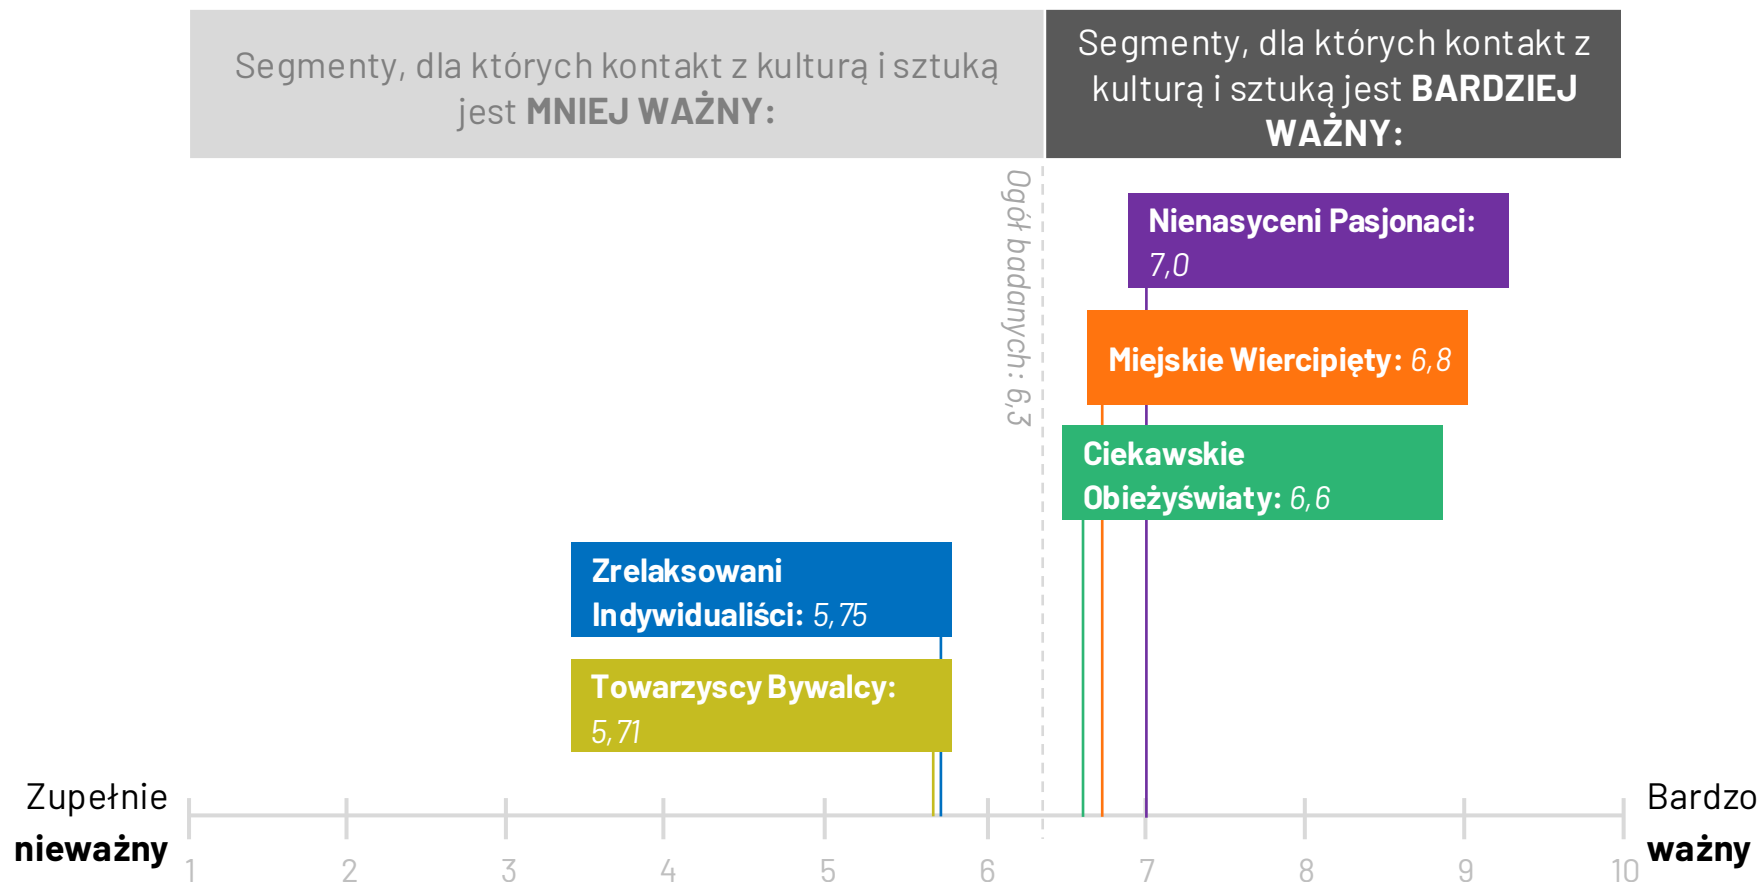 Segmenty, dla których kontakt z kulturą i sztuką
jest MNIEJ WAŻNY:
Segmenty, dla których kontakt z
kulturą i sztuką jest BARDZIEJ
WAŻNY:
Ogół badanych: 6,3
Nienasyceni Pasjonaci:
7,0
Miejskie Wiercipięty: 6,8
Ciekawskie
Obieżyświaty: 6,6
Zrelaksowani
Indywidualiści: 5,75
Towarzyscy Bywalcy:
5,71
Zupełnie
nieważny
1 2 3 4 5 6 7 8 9 10
Bardzo
ważny